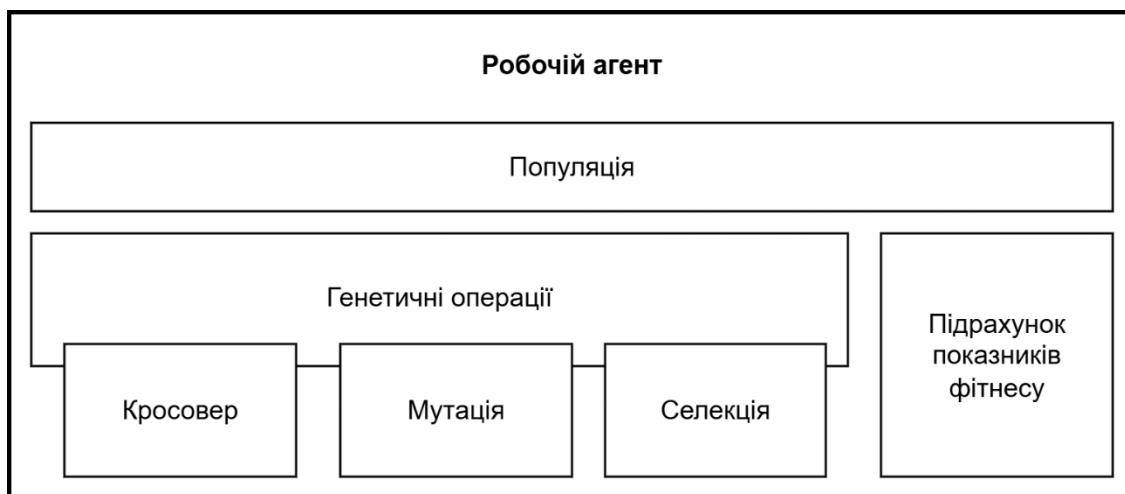 Робочій агент
Популяція
Генетичні операції
Підрахунок
показників
фітнесу
Кросовер
Мутація
Селекція